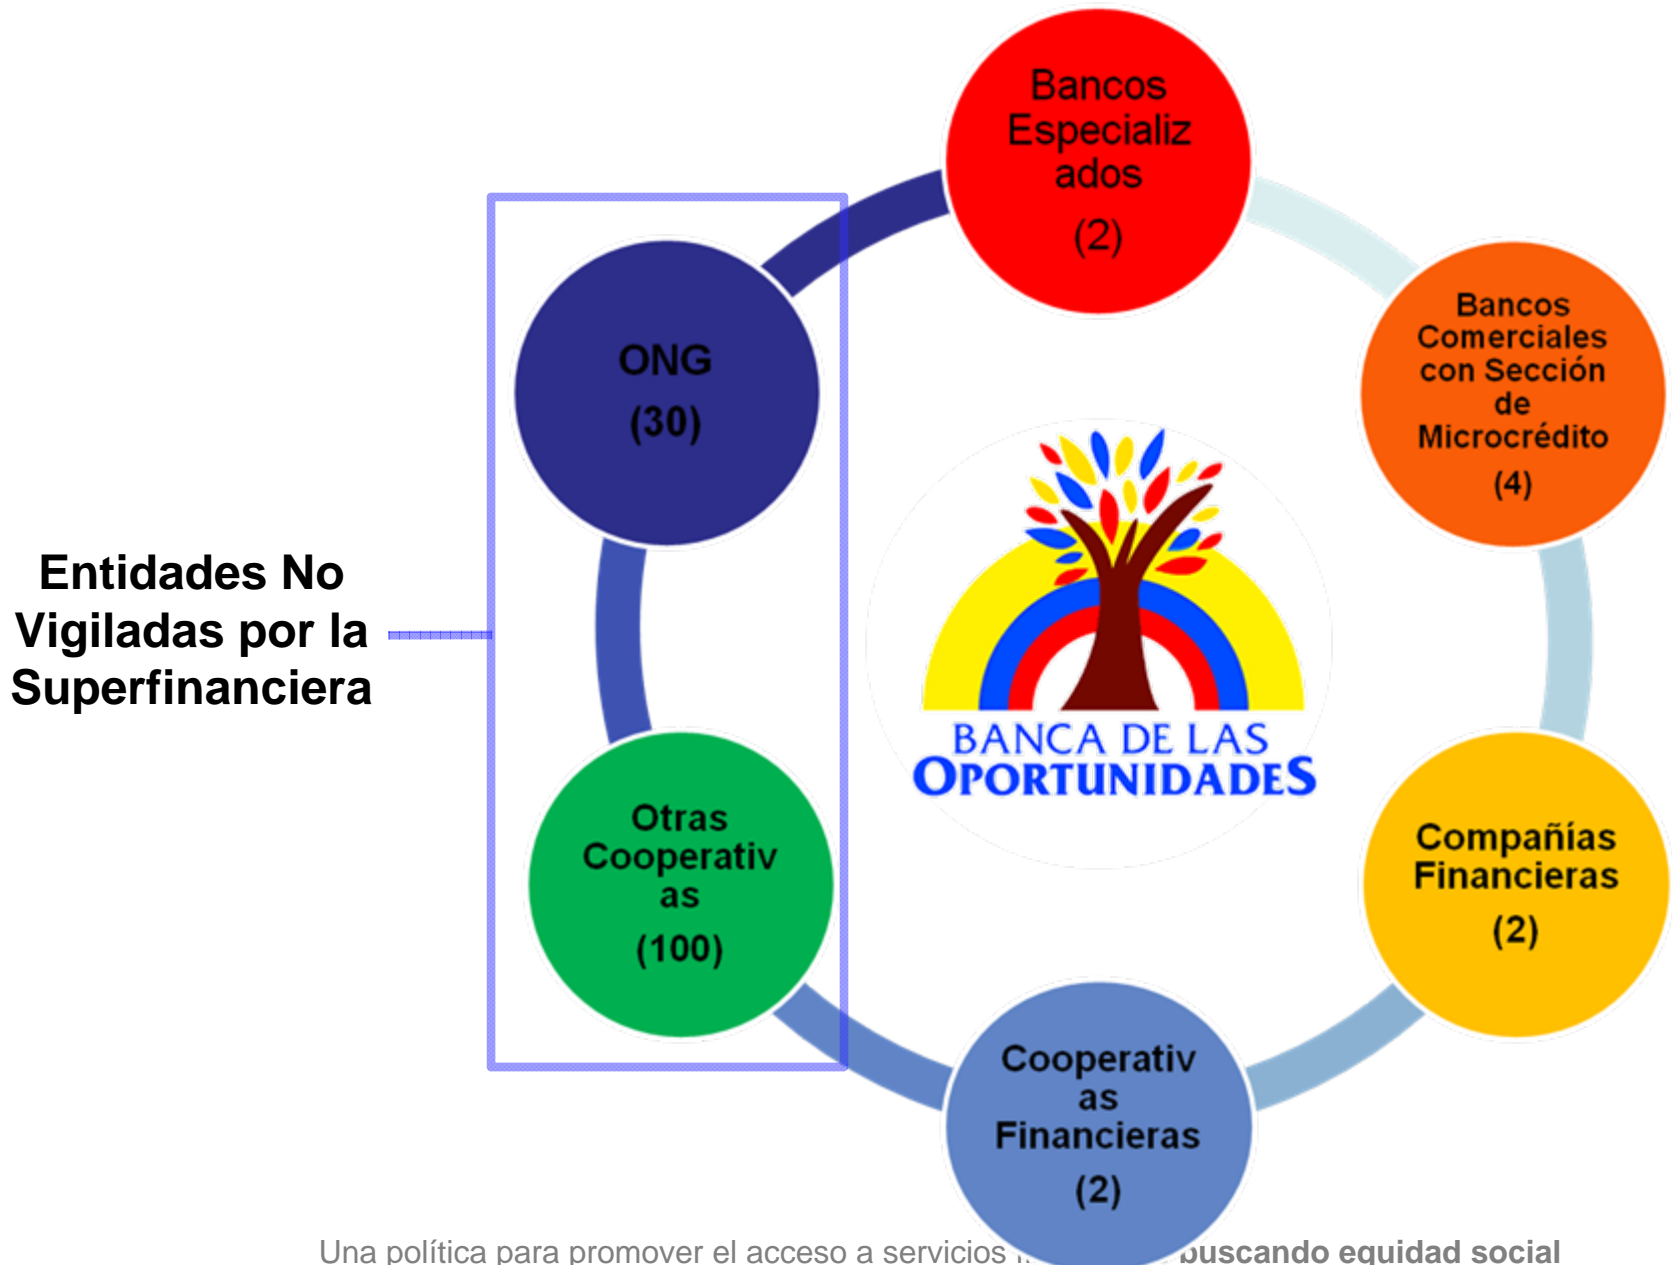 Bancos
Especializ
ados
(2)
Bancos
Comerciales
con Sección
de
Microcrédito
(4)
ONG
(30)
Entidades No
Vigiladas por la
Superfinanciera
BANCA DE LAS
OPORTUNIDADES
Otras
Cooperativ
as
(100)
Compañías
Financieras
(2)
Cooperativ
as
Financieras
(2)
Una política para promover el acceso a servicios buscando equidad social